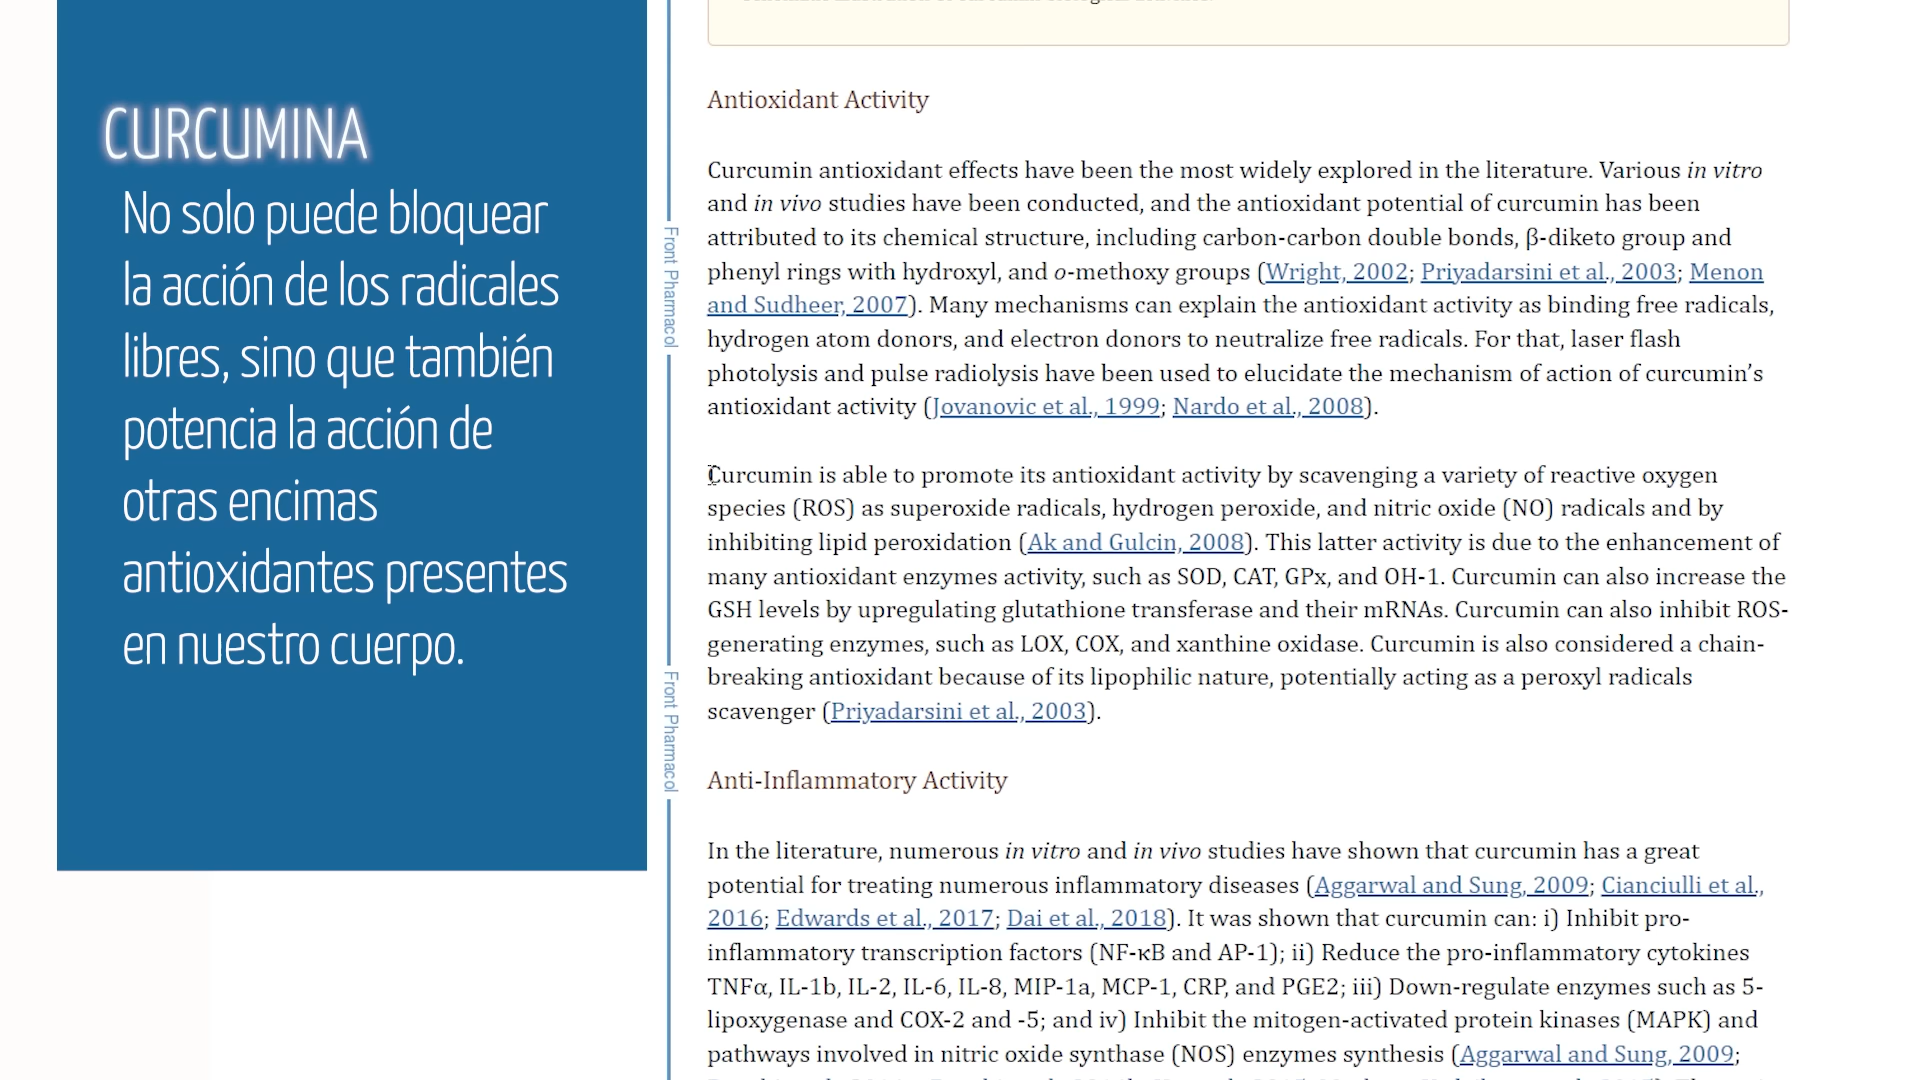 CURCUMINA
No solo puede bloquear
la acción de los radicales
libres, sino que también
potencia la acción de
otras encimas
antioxidantes presentes
en nuestro cuerpo.
Front Pharmacol
Front Pharmacol
Antioxidant Activity
Curcumin antioxidant effects have been the most widely explored in the literature. Various in vitro
and in vivo studies have been conducted, and the antioxidant potential of curcumin has been
attributed to its chemical structure, including carbon-carbon double bonds, β-diketo group and
phenyl rings with hydroxyl, and o-methoxy groups (Wright, 2002; Priyadarsini et al., 2003; Menon
and Sudheer, 2007). Many mechanisms can explain the antioxidant activity as binding free radicals,
hydrogen atom donors, and electron donors to neutralize free radicals. For that, laser flash
photolysis and pulse radiolysis have been used to elucidate the mechanism of action of curcumin’s
antioxidant activity (Jovanovic et al., 1999; Nardo et al., 2008).
Curcumin is able to promote its antioxidant activity by scavenging a variety of reactive oxygen
species (ROS) as superoxide radicals, hydrogen peroxide, and nitric oxide (NO) radicals and by
inhibiting lipid peroxidation (Ak and Gulcin, 2008). This latter activity is due to the enhancement of
many antioxidant enzymes activity, such as SOD, CAT, GPx, and OH-1. Curcumin can also increase the
GSH levels by upregulating glutathione transferase and their mRNAs. Curcumin can also inhibit ROS-
generating enzymes, such as LOX, COX, and xanthine oxidase. Curcumin is also considered a chain-
breaking antioxidant because of its lipophilic nature, potentially acting as a peroxyl radicals
scavenger (Priyadarsini et al., 2003).
Anti-Inflammatory Activity
In the literature, numerous in vitro and in vivo studies have shown that curcumin has a great
potential for treating numerous inflammatory diseases (Aggarwal and Sung, 2009; Cianciulli et al.,
2016; Edwards et al., 2017; Dai et al., 2018). It was shown that curcumin can: i) Inhibit pro-
inflammatory transcription factors (NF-κB and AP-1); ii) Reduce the pro-inflammatory cytokines
TNFα, IL-1b, IL-2, IL-6, IL-8, MIP-1a, MCP-1, CRP, and PGE2; iii) Down-regulate enzymes such as 5-
lipoxygenase and COX-2 and -5; and iv) Inhibit the mitogen-activated protein kinases (MAPK) and
pathways involved in nitric oxide synthase (NOS) enzymes synthesis (Aggarwal and Sung, 2009;